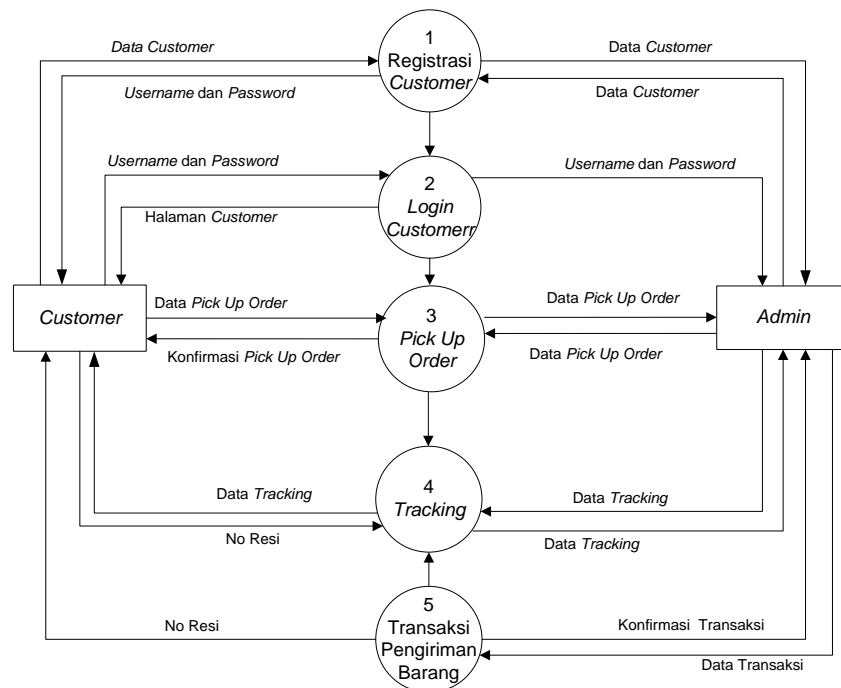 Data Customer
1
Registrasi
Customer
Data Customer
Username dan Password
Data Customer
Username dan Password
2
Login
Customerr
Username dan Password
Halaman Customer
Customer
Data Pick Up Order
3
Pick Up
Order
Data Pick Up Order
Admin
Konfirmasi Pick Up Order
Data Pick Up Order
Data Tracking
4
Tracking
Data Tracking
No Resi
Data Tracking
No Resi
5
Transaksi
Pengiriman
Barang
Konfirmasi Transaksi
Data Transaksi